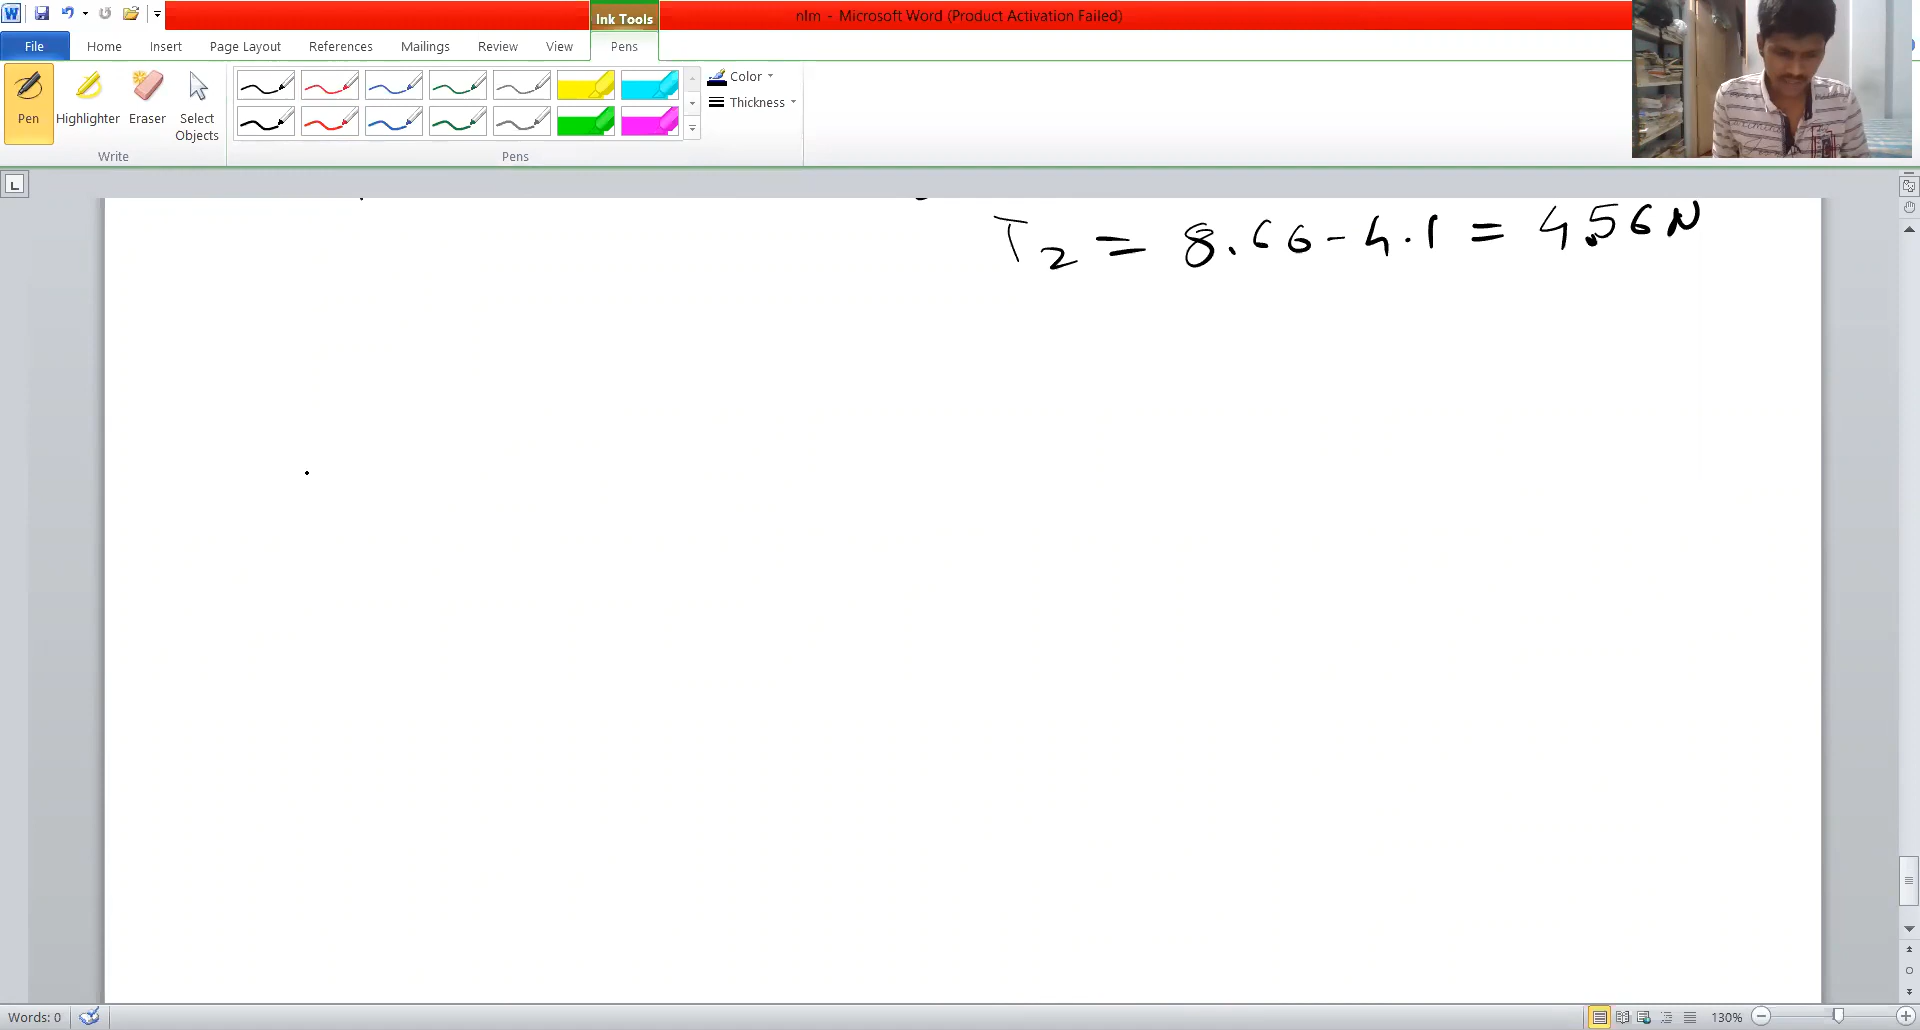 Ink Tools
nlm - Microsoft Word (Product Activation Failed)
File Home Insert Page Layout References Mailings Review View Pens
Pen Highlighter Eraser Select Objects
Color
Thickness
Write Pens
T2 = 8.66 - 4.1 = 4.56 N
Words: 0 130%